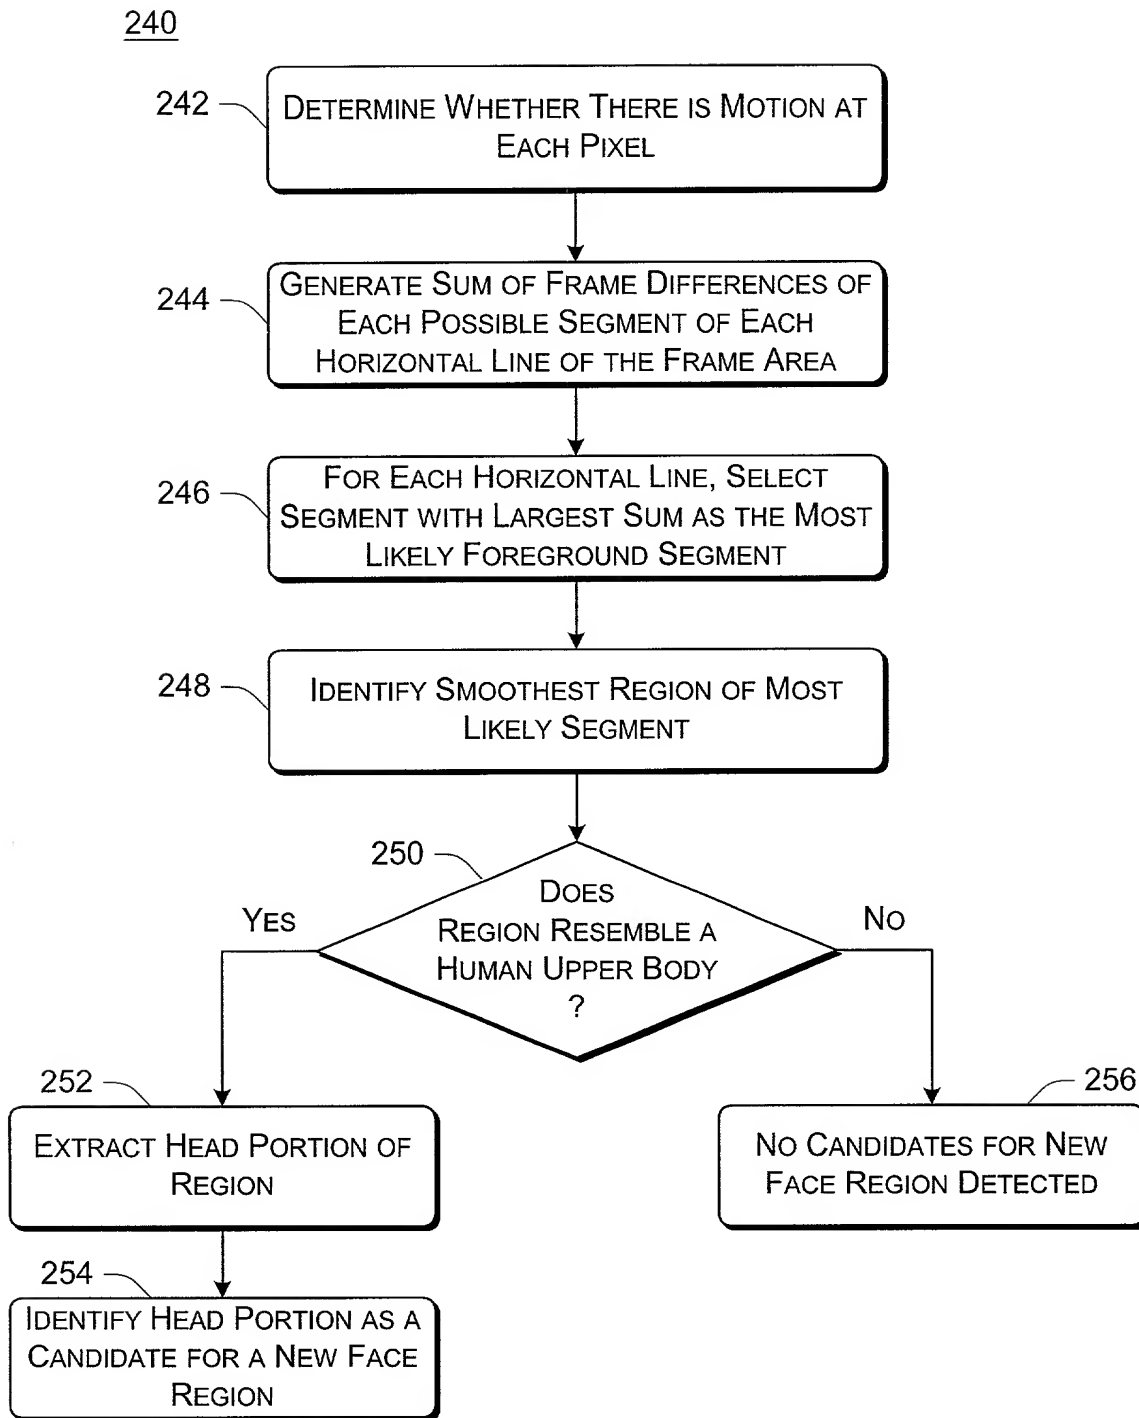 240
242
DETERMINE WHETHER THERE IS MOTION AT
EACH PIXEL
244
GENERATE SUM OF FRAME DIFFERENCES OF
EACH POSSIBLE SEGMENT OF EACH
HORIZONTAL LINE OF THE FRAME AREA
246
FOR EACH HORIZONTAL LINE, SELECT
SEGMENT WITH LARGEST SUM AS THE MOST
LIKELY FOREGROUND SEGMENT
248
IDENTIFY SMOOTHEST REGION OF MOST
LIKELY SEGMENT
250
DOES
REGION RESEMBLE A
HUMAN UPPER BODY
?
YES
NO
252
EXTRACT HEAD PORTION OF
REGION
256
NO CANDIDATES FOR NEW
FACE REGION DETECTED
254
IDENTIFY HEAD PORTION AS A
CANDIDATE FOR A NEW FACE
REGION